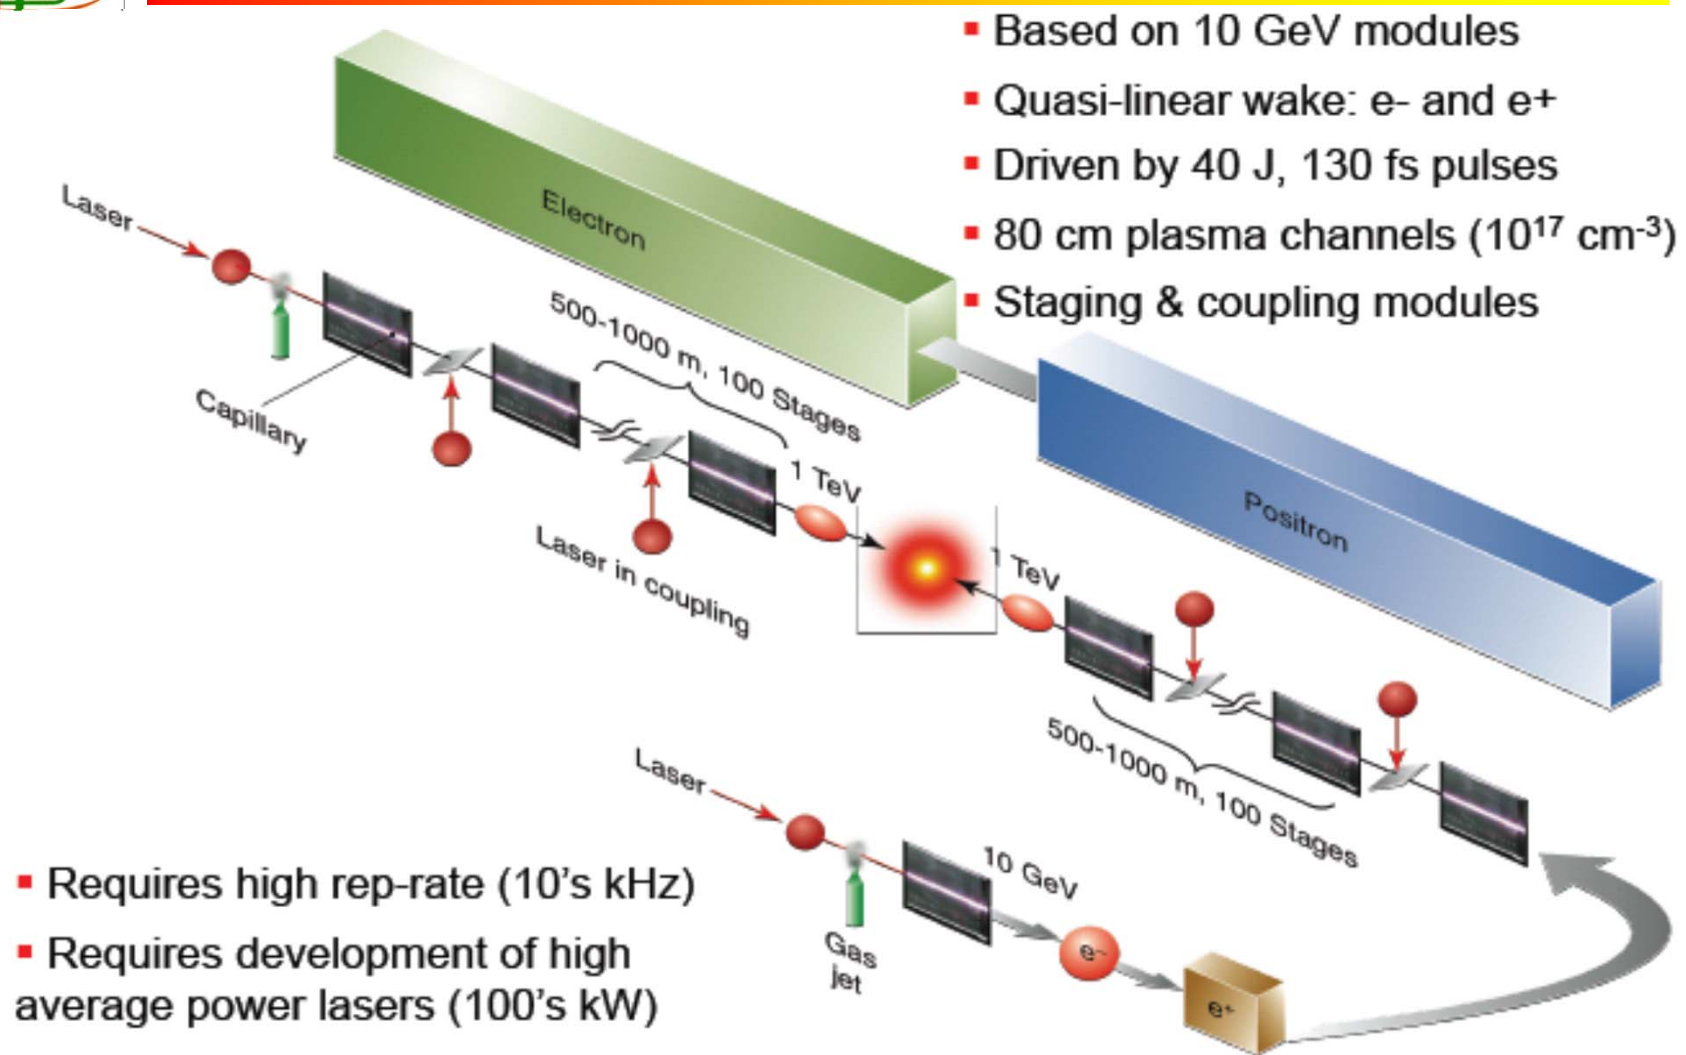 ▪ Based on 10 GeV modules
▪ Quasi-linear wake: e- and e+
▪ Driven by 40 J, 130 fs pulses
▪ 80 cm plasma channels (10¹⁷ cm⁻³)
▪ Staging & coupling modules
Electron
Laser
500-1000 m, 100 Stages
Capillary
1 TeV
Laser in coupling
Positron
1 TeV
500-1000 m, 100 Stages
Laser
10 GeV
Gas
jet
e⁻
e⁺
▪ Requires high rep-rate (10's kHz)
▪ Requires development of high
average power lasers (100's kW)